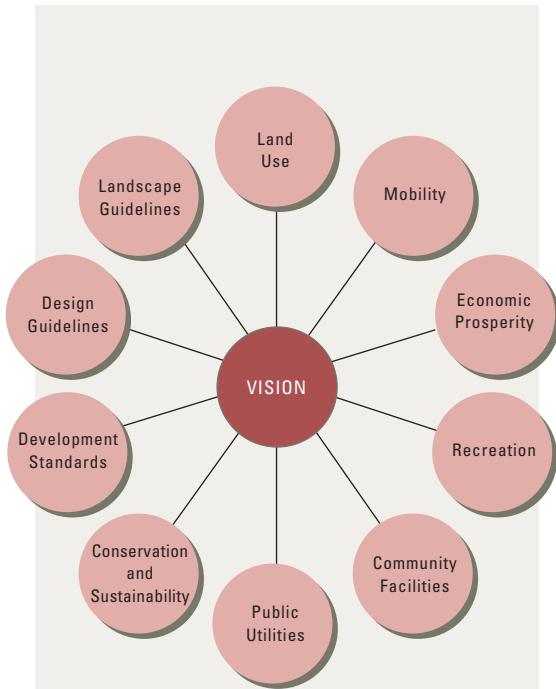 Land
Use
Mobility
Economic
Prosperity
Recreation
Community
Facilities
Public
Utilities
Conservation
and
Sustainability
Development
Standards
Design
Guidelines
Landscape
Guidelines
VISION